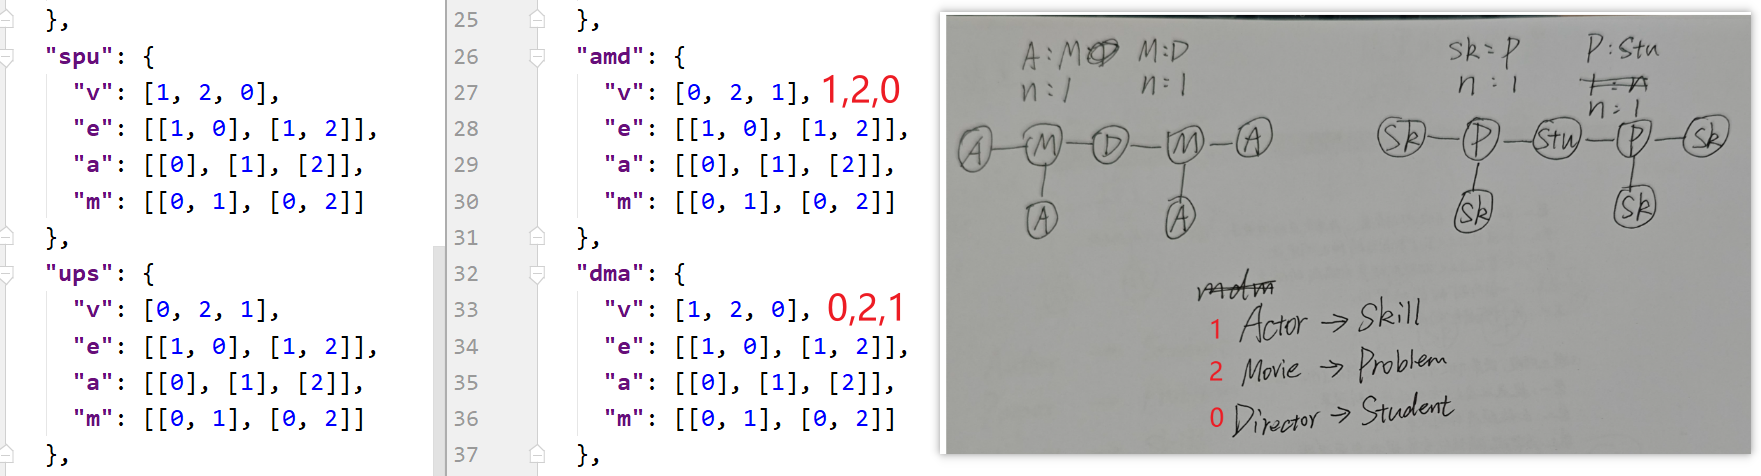 },
"spu": {
"v": [1, 2, 0],
"e": [[1, 0], [1, 2]],
"a": [[0], [1], [2]],
"m": [[0, 1], [0, 2]]
},
"ups": {
"v": [0, 2, 1],
"e": [[1, 0], [1, 2]],
"a": [[0], [1], [2]],
"m": [[0, 1], [0, 2]]
},
25 },
26 "amd": {
27 "v": [0, 2, 1], 1,2,0
28 "e": [[1, 0], [1, 2]],
29 "a": [[0], [1], [2]],
30 "m": [[0, 1], [0, 2]]
31 },
32 "dma": {
33 "v": [1, 2, 0], 0,2,1
34 "e": [[1, 0], [1, 2]],
35 "a": [[0], [1], [2]],
36 "m": [[0, 1], [0, 2]]
37 },
A:M M:D
n:1 n:1
A M D M A
A A
Sk=P P:Stu
n:1 1:n
n:1
Sk P Stu P Sk
Sk Sk
mdm
1 Actor → Skill
2 Movie → Problem
0 Director → Student